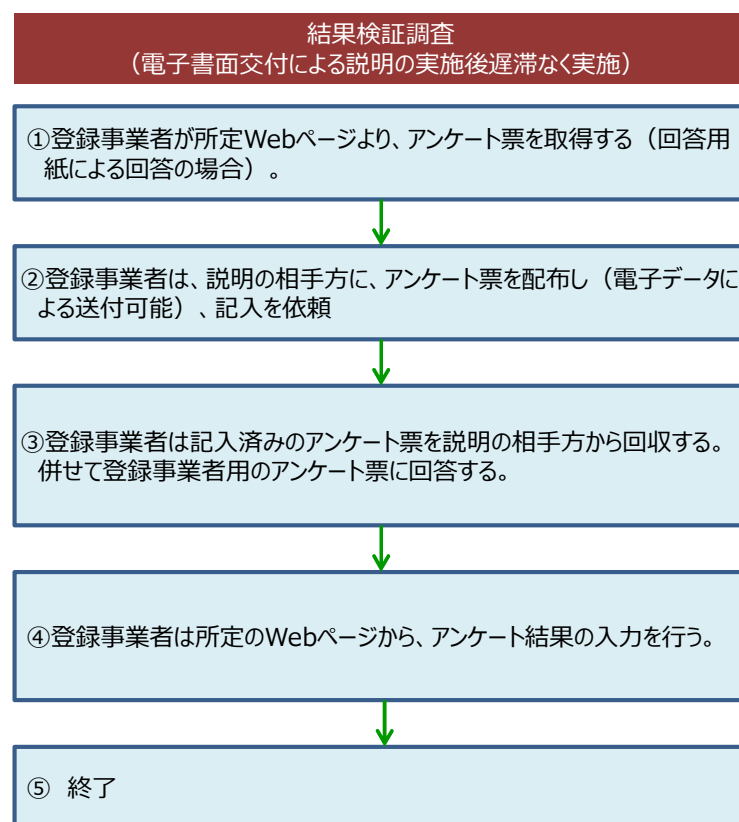 結果検証調査
（電子書面交付による説明の実施後遅滞なく実施）
①登録事業者が所定Webページより、アンケート票を取得する（回答用
紙による回答の場合）。
②登録事業者は、説明の相手方に、アンケート票を配布し（電子データに
よる送付可能）、記入を依頼
③登録事業者は記入済みのアンケート票を説明の相手方から回収する。
併せて登録事業者用のアンケート票に回答する。
④登録事業者は所定のWebページから、アンケート結果の入力を行う。
⑤ 終了